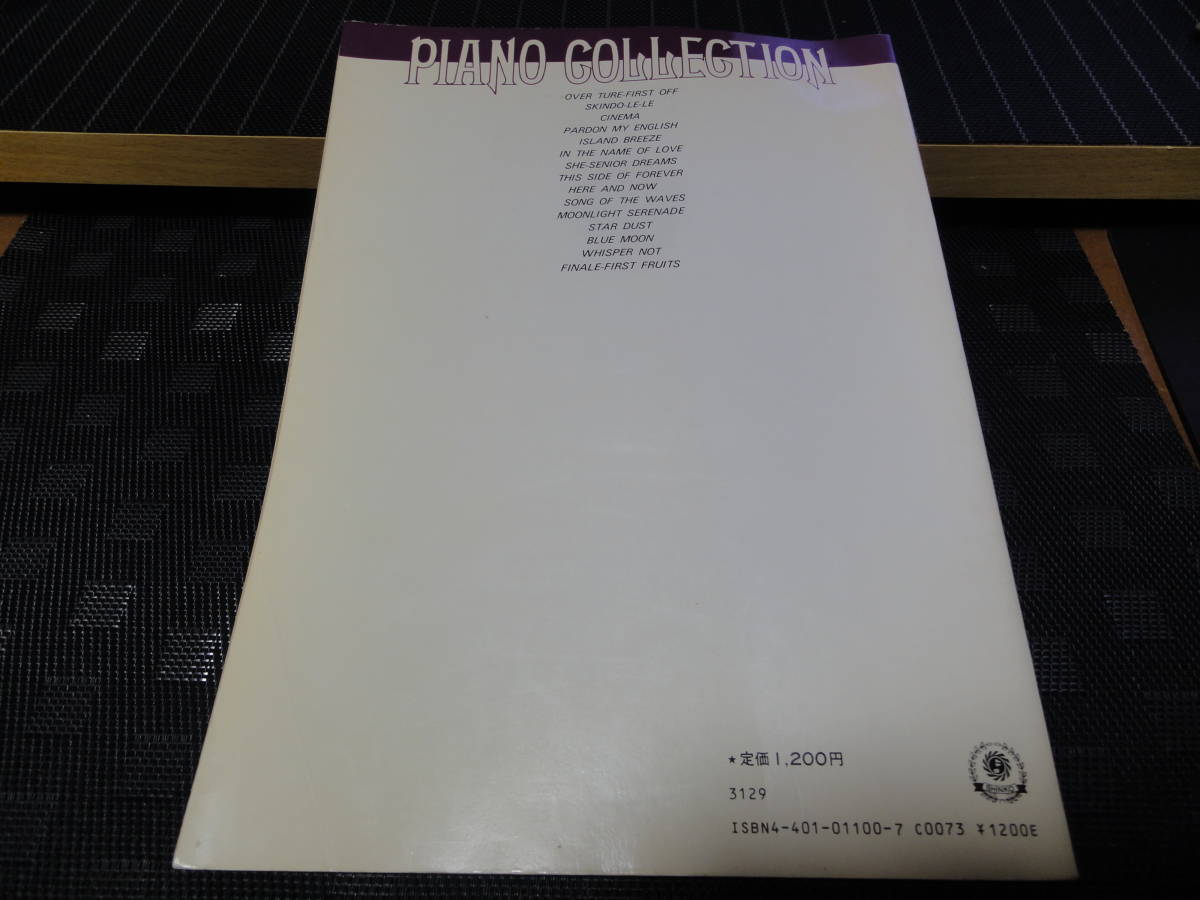 PIANO COLLECTION
OVER TURE-FIRST OFF
SKINDO-LE-LE
CINEMA
PARDON MY ENGLISH
ISLAND BREEZE
IN THE NAME OF LOVE
SHE-SENIOR DREAMS
THIS SIDE OF FOREVER
HERE AND NOW
SONG OF THE WAVES
MOONLIGHT SERENADE
STAR DUST
BLUE MOON
WHISPER NOT
FINALE-FIRST FRUITS
★定価1,200円
3129
SHINKO
ISBN4-401-01100-7 C0073 ¥1200E